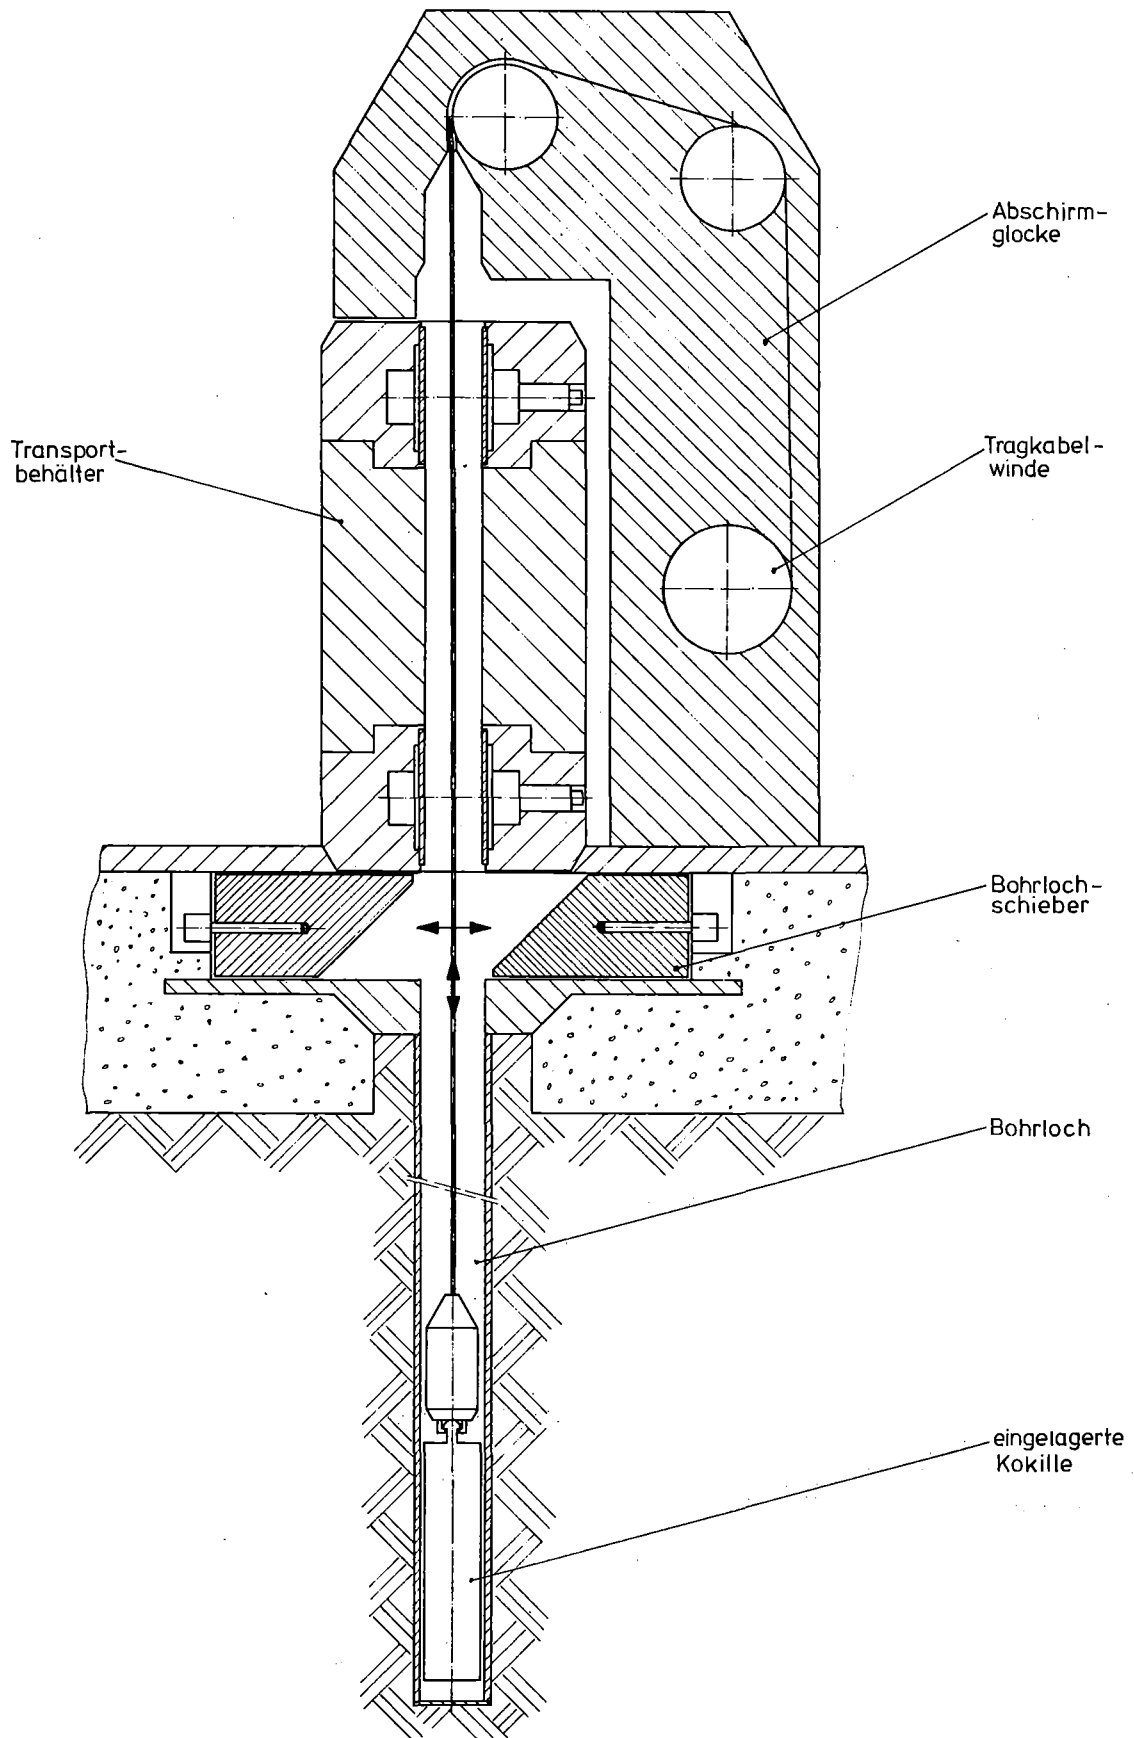 Abschirm-
glocke
Transport-
behälter
Tragkabel-
winde
Bohrloch-
schieber
Bohrloch
eingelagerte
Kokille